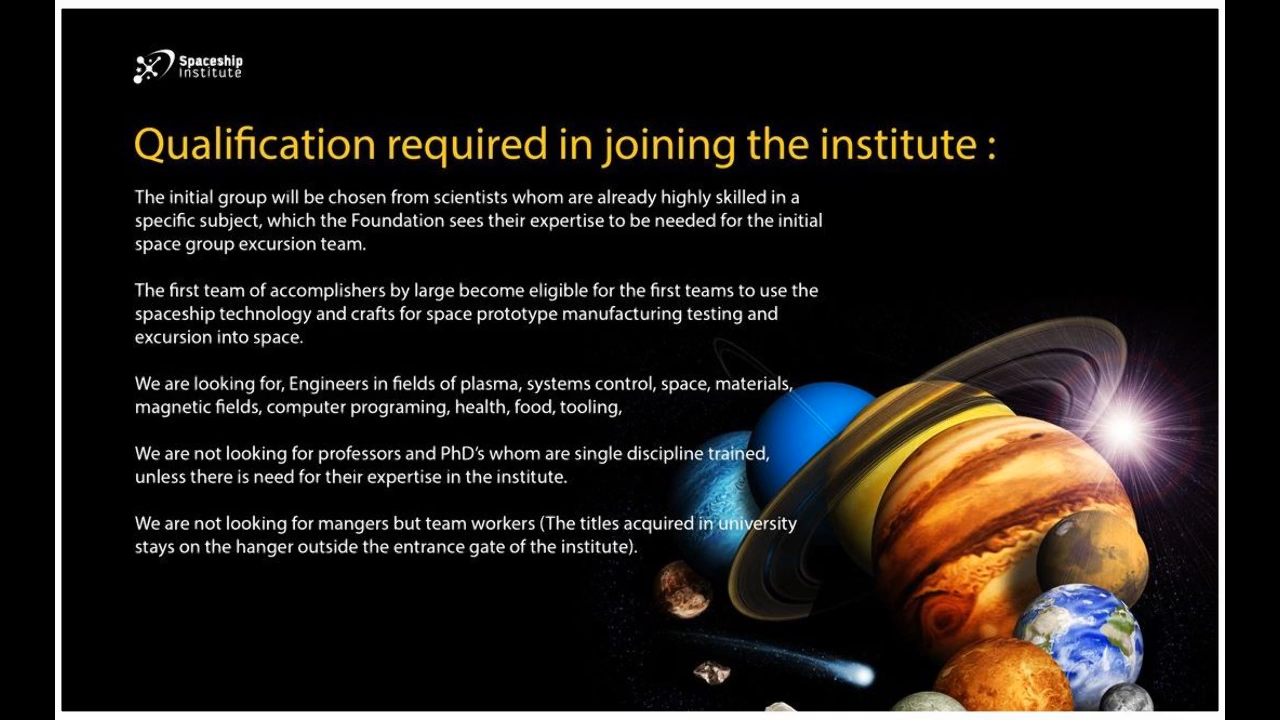 Spaceship
Institute
Qualification required in joining the institute :
The initial group will be chosen from scientists whom are already highly skilled in a
specific subject, which the Foundation sees their expertise to be needed for the initial
space group excursion team.
The first team of accomplishers by large become eligible for the first teams to use the
spaceship technology and crafts for space prototype manufacturing testing and
excursion into space.
We are looking for, Engineers in fields of plasma, systems control, space, materials,
magnetic fields, computer programing, health, food, tooling,
We are not looking for professors and PhD's whom are single discipline trained,
unless there is need for their expertise in the institute.
We are not looking for mangers but team workers (The titles acquired in university
stays on the hanger outside the entrance gate of the institute).